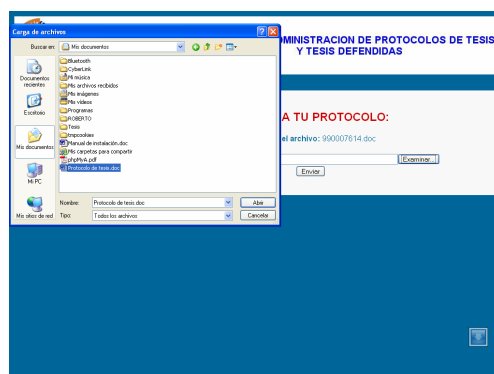 Carga de archivos
Buscar en: Mis documentos
Documentos recientes
Escritorio
Mis documentos
Mi PC
Mis sitios de red
Bluetooth
CyberLink
Mi música
Mis archivos recibidos
Mis imágenes
Mis vídeos
Programas
ROBERTO
Tesis
tmpcookies
Manual de instalación.doc
Mis carpetas para compartir
phpMyA.pdf
Protocolo de tesis.doc
Nombre: Protocolo de tesis.doc Abrir
Tipo: Todos los archivos Cancelar
DMINISTRACION DE PROTOCOLOS DE TESIS
Y TESIS DEFENDIDAS
A TU PROTOCOLO:
el archivo: 990007614.doc
Examinar...
Enviar